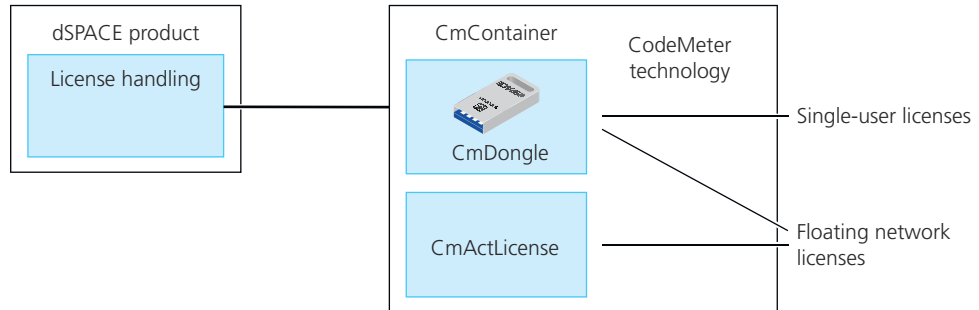 dSPACE product
License handling
CmContainer
CodeMeter
technology
CmDongle
CmActLicense
Single-user licenses
Floating network
licenses